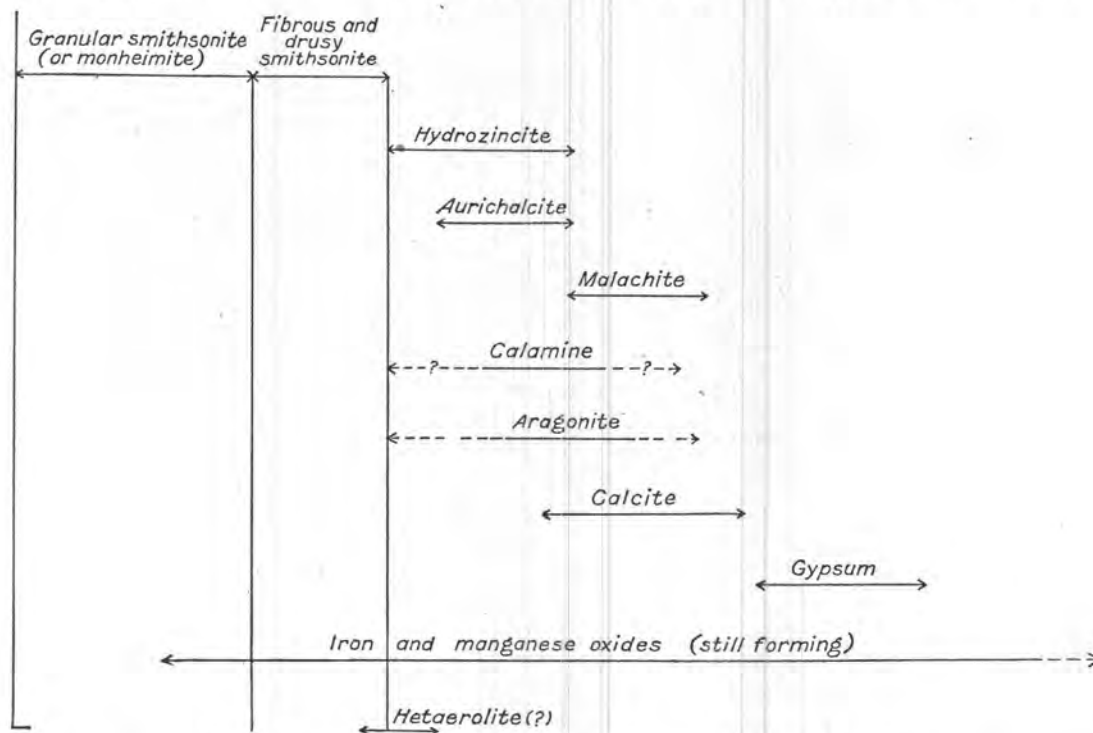 Granular smithsonite
(or monheimite)
Fibrous and
drusy
smithsonite
Hydrozincite
Aurichalcite
Malachite
Calamine
? ?
Aragonite
Calcite
Gypsum
Iron and manganese oxides (still forming)
Hetaerolite(?)